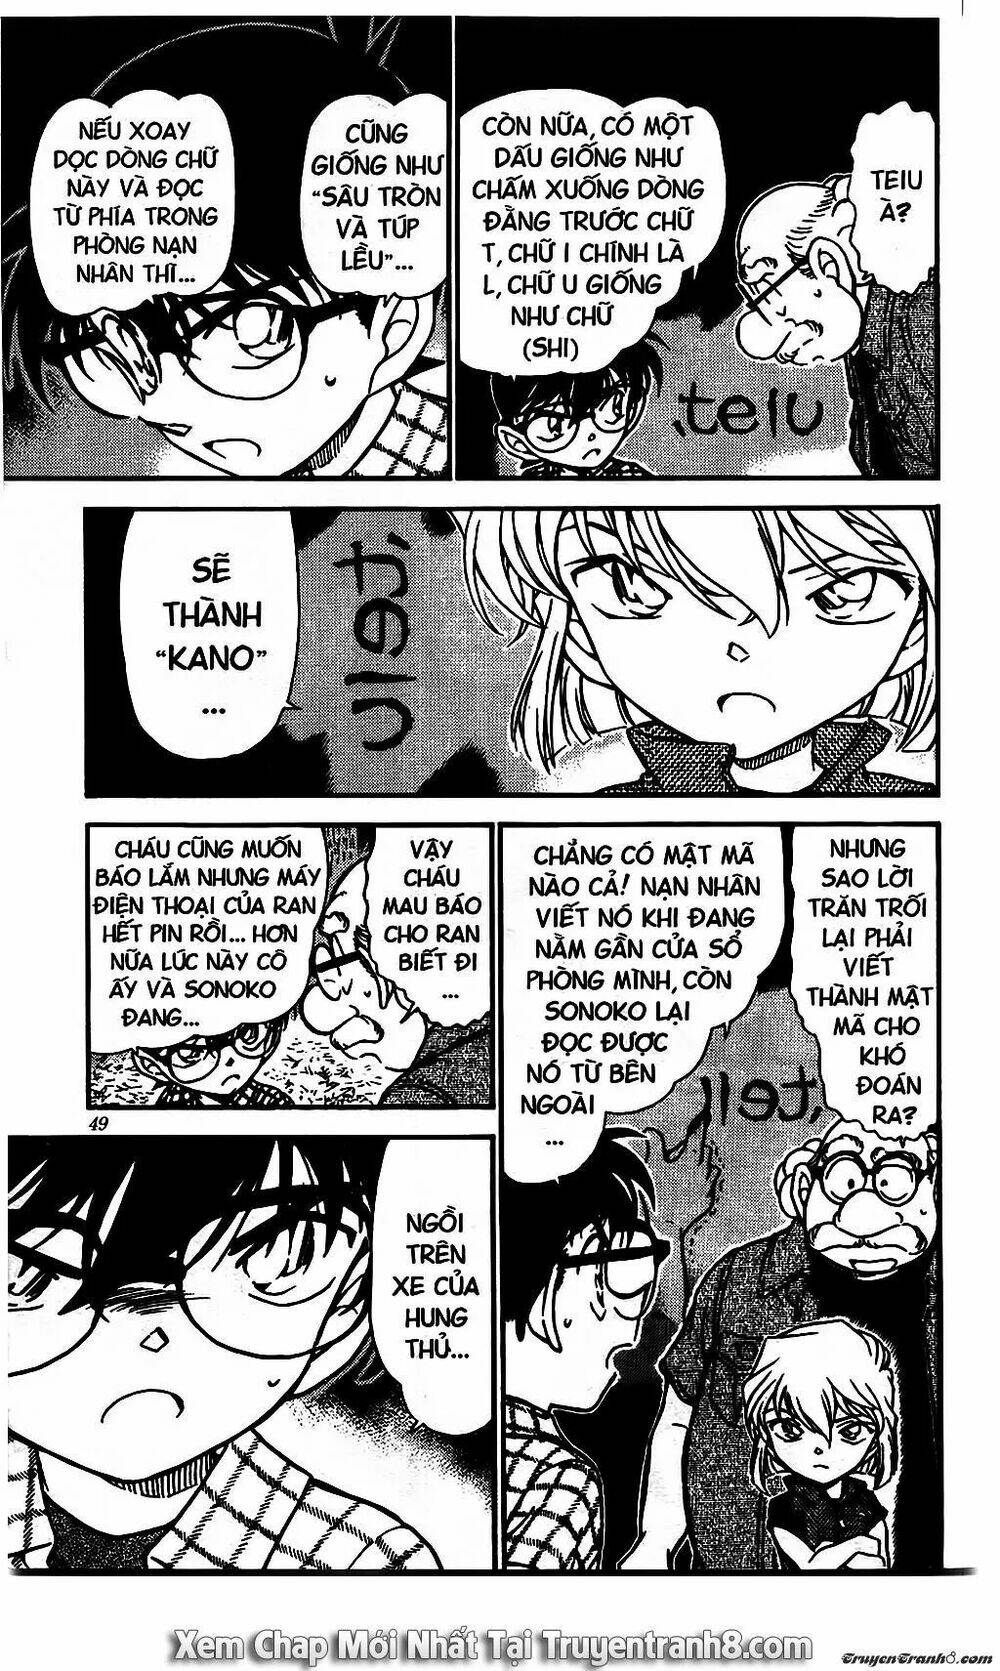 TEIU
À?
CÒN NỮA, CÓ MỘT
DẤU GIỐNG NHƯ
CHẤM XUỐNG DÒNG
ĐẰNG TRƯỚC CHỮ
T, CHỮ I CHÍNH LÀ
L, CHỮ U GIỐNG
NHƯ CHỮ
(SHI)
.teiu
CŨNG
GIỐNG NHƯ
“SÂU TRÒN
VÀ TÚP
LỀU”...
NẾU XOAY
DỌC DÒNG CHỮ
NÀY VÀ ĐỌC
TỪ PHÍA TRONG
PHÒNG NẠN
NHÂN THÌ...
SẼ
THÀNH
“KANO”
...
NHƯNG
SAO LỜI
TRĂN TRỐI
LẠI PHẢI
VIẾT
THÀNH MẬT
MÃ CHO
KHÓ
ĐOÁN
RA?
CHẲNG CÓ MẬT MÃ
NÀO CẢ! NẠN NHÂN
VIẾT NÓ KHI ĐANG
NẰM GẦN CỬA SỔ
PHÒNG MÌNH, CÒN
SONOKO LẠI
ĐỌC ĐƯỢC
NÓ TỪ BÊN
NGOÀI
...
VẬY
CHÁU
MAU BÁO
CHO RAN
BIẾT ĐI
...
CHÁU CŨNG MUỐN
BÁO LẮM NHƯNG MÁY
ĐIỆN THOẠI CỦA RAN
HẾT PIN RỒI... HƠN
NỮA LÚC NÀY CÔ
ẤY VÀ SONOKO
ĐANG...
49
NGỒI
TRÊN
XE CỦA
HUNG
THỦ...
Xem Chap Mới Nhất Tại Truyentranh8.com
TruyenTranh8.com